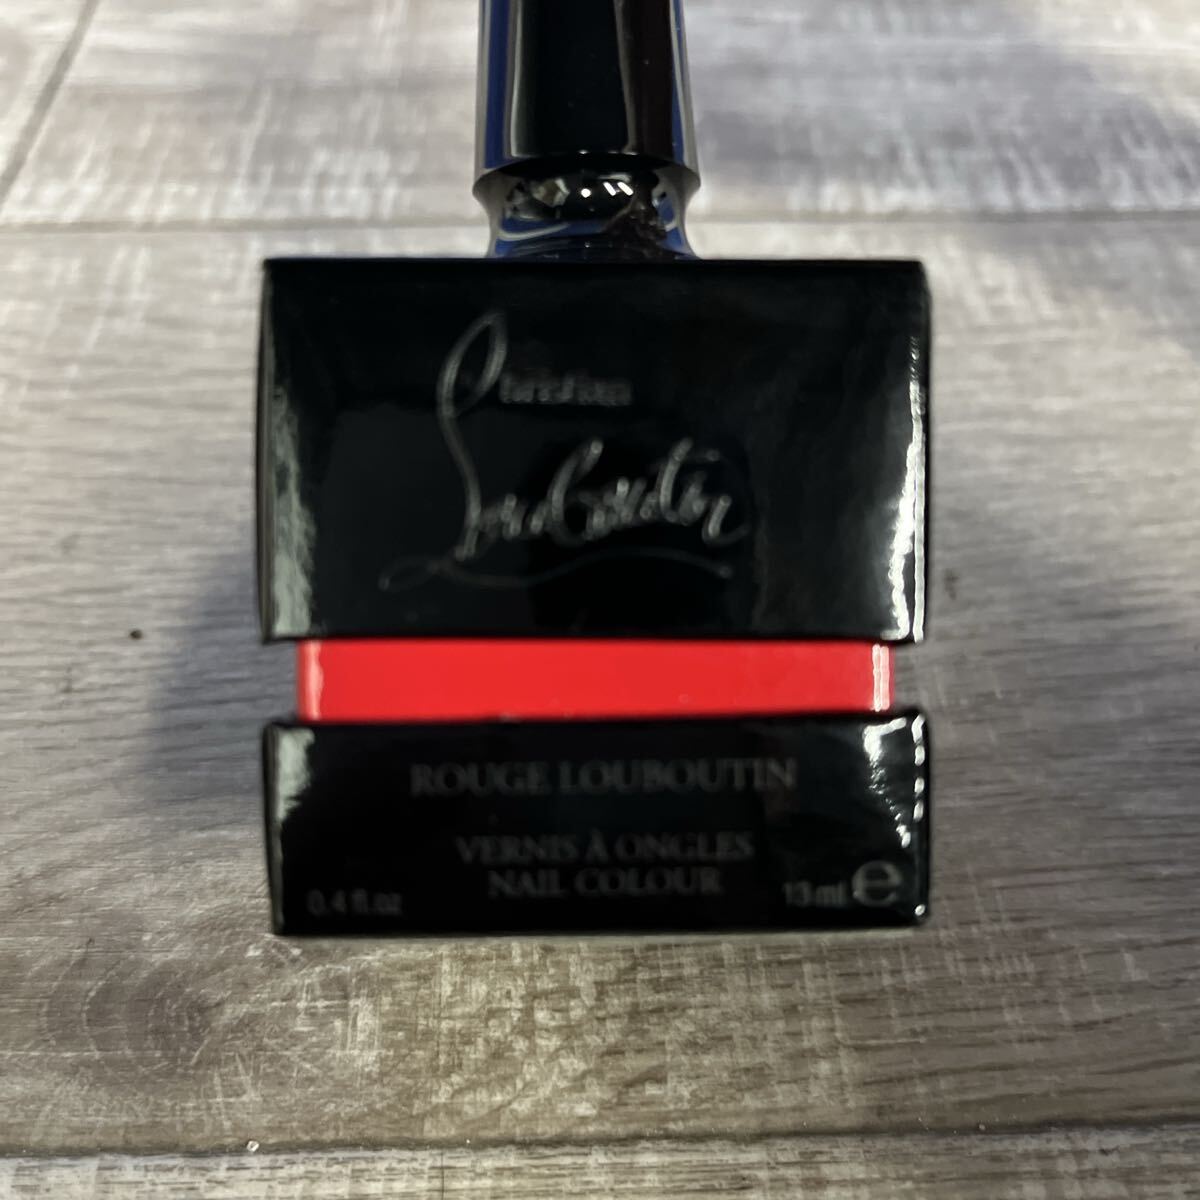 Christian
Louboutin
ROUGE LOUBOUTIN
VERNIS À ONGLES
NAIL COLOUR
0.4 fl.oz
13 ml ℮